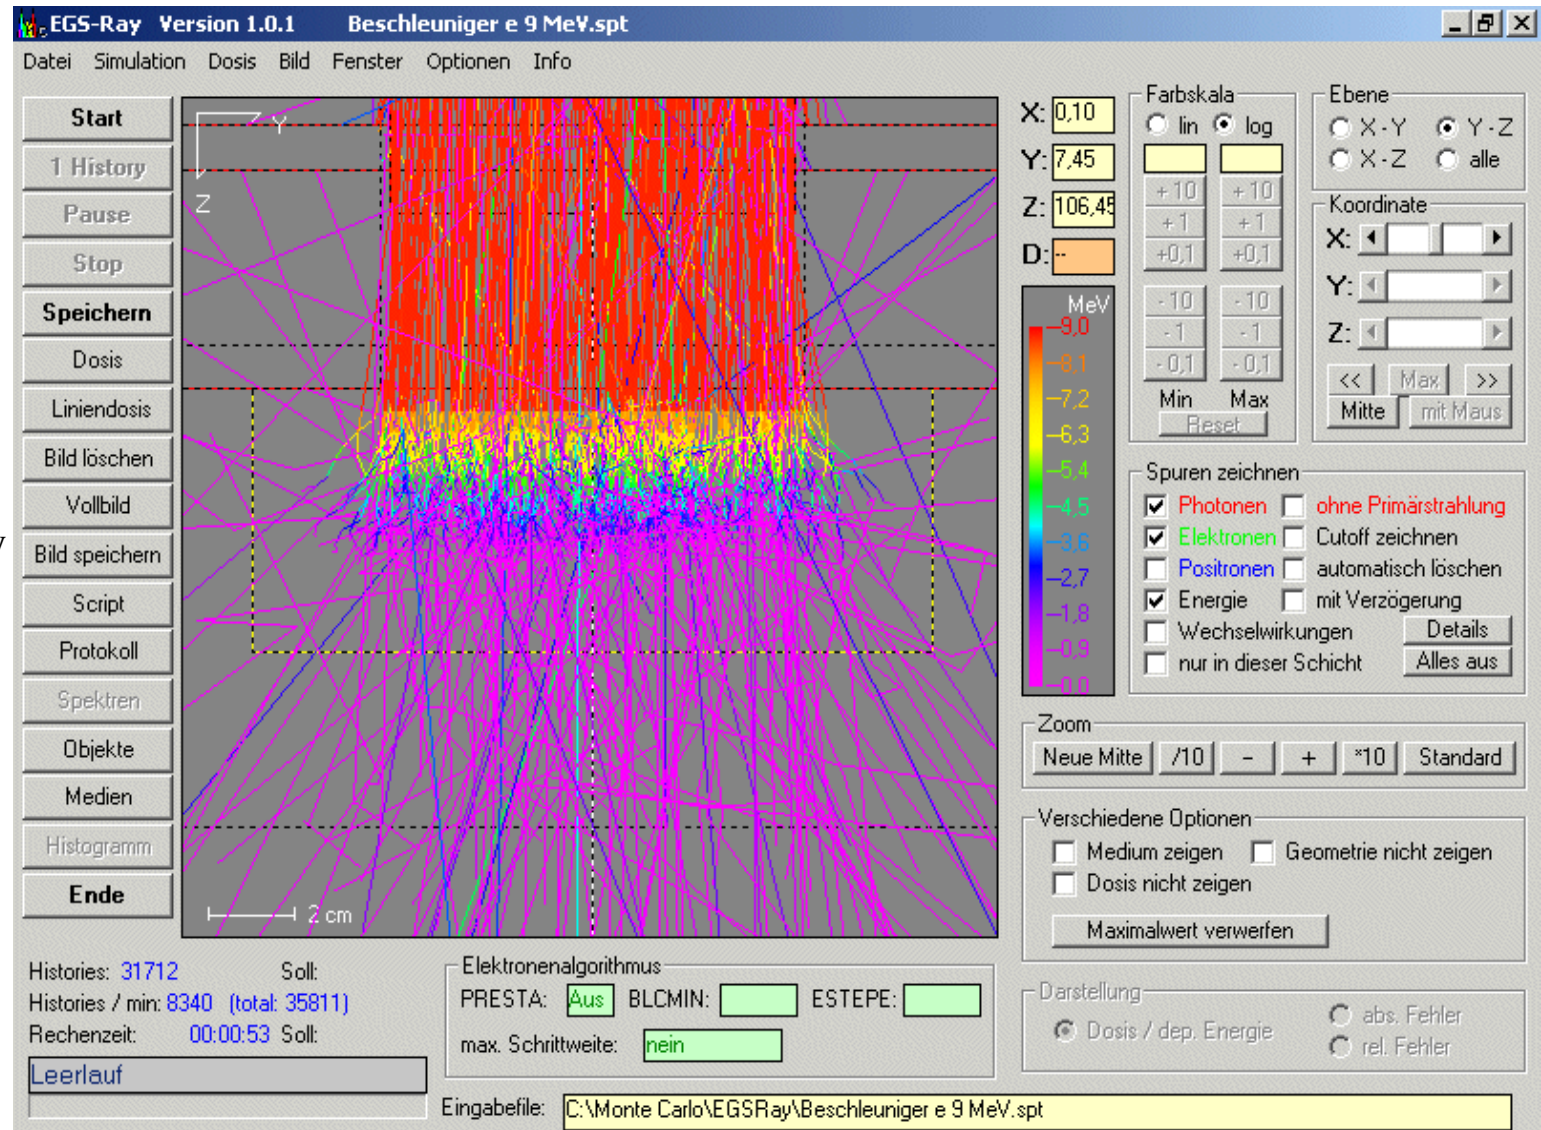 EGS-Ray Version 1.0.1 Beschleuniger e 9 MeV.spt
Datei Simulation Dosis Bild Fenster Optionen Info
Start
1 History
Pause
Stop
Speichern
Dosis
Liniendosis
Bild löschen
Vollbild
Bild speichern
Script
Protokoll
Spektren
Objekte
Medien
Histogramm
Ende
Y
Z
2 cm
X: 0,10
Y: 7,45
Z: 106,45
D: --
MeV
9,0
8,1
7,2
6,3
5,4
4,5
3,6
2,7
1,8
0,9
0,0
Farbskala
lin log
+ 10 + 10
+ 1 + 1
+0,1 +0,1
- 10 - 10
- 1 - 1
- 0,1 - 0,1
Min Max
Reset
Ebene
X - Y Y - Z
X - Z alle
Koordinate
X:
Y:
Z:
<< Max >>
Mitte mit Maus
Spuren zeichnen
Photonen ohne Primärstrahlung
Elektronen Cutoff zeichnen
Positronen automatisch löschen
Energie mit Verzögerung
Wechselwirkungen Details
nur in dieser Schicht Alles aus
Zoom
Neue Mitte /10 - + *10 Standard
Verschiedene Optionen
Medium zeigen Geometrie nicht zeigen
Dosis nicht zeigen
Maximalwert verwerfen
Darstellung
Dosis / dep. Energie abs. Fehler
rel. Fehler
Histories: 31712 Soll:
Histories / min: 8340 (total: 35811)
Rechenzeit: 00:00:53 Soll:
Leerlauf
Elektronenalgorithmus
PRESTA: Aus BLCMIN: ESTEPE:
max. Schrittweite: nein
Eingabefile: C:\Monte Carlo\EGSRay\Beschleuniger e 9 MeV.spt